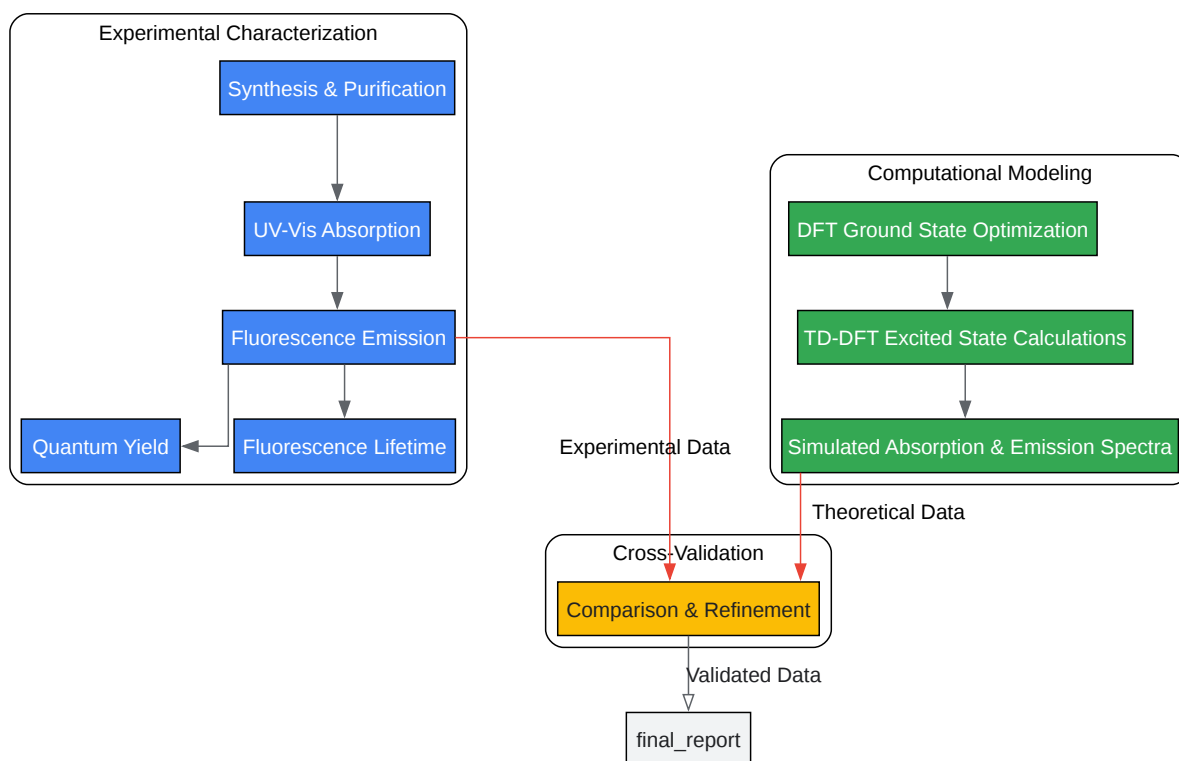 Experimental Characterization
Synthesis & Purification
UV-Vis Absorption
Fluorescence Emission
Quantum Yield
Fluorescence Lifetime
Computational Modeling
DFT Ground State Optimization
TD-DFT Excited State Calculations
Simulated Absorption & Emission Spectra
Experimental Data
Theoretical Data
Cross-Validation
Comparison & Refinement
Validated Data
final_report